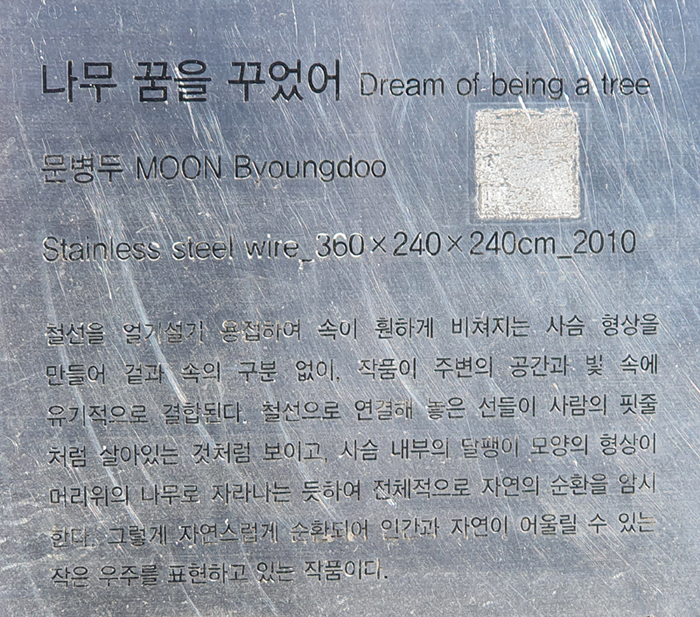 나무 꿈을 꾸었어 Dream of being a tree
문병두 MOON Byoungdoo
Stainless steel wire_360×240×240cm_2010
철선을 얼기설기 용접하여 속이 훤하게 비쳐지는 사슴 형상을
만들어 겉과 속의 구분 없이, 작품이 주변의 공간과 빛 속에
유기적으로 결합된다. 철선으로 연결해 놓은 선들이 사람의 핏줄
처럼 살아있는 것처럼 보이고, 사슴 내부의 달팽이 모양의 형상이
머리위의 나무로 자라나는 듯하여 전체적으로 자연의 순환을 암시
한다. 그렇게 자연스럽게 순환되어 인간과 자연이 어울릴 수 있는
작은 우주를 표현하고 있는 작품이다.